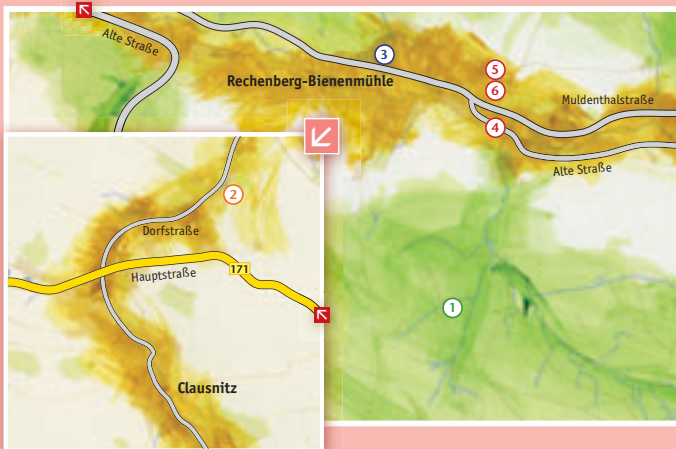 Alte Straße
3
5
Rechenberg-Bienenmühle
6
Muldenthalstraße
4
Alte Straße
2
Dorfstraße
171
Hauptstraße
1
Clausnitz